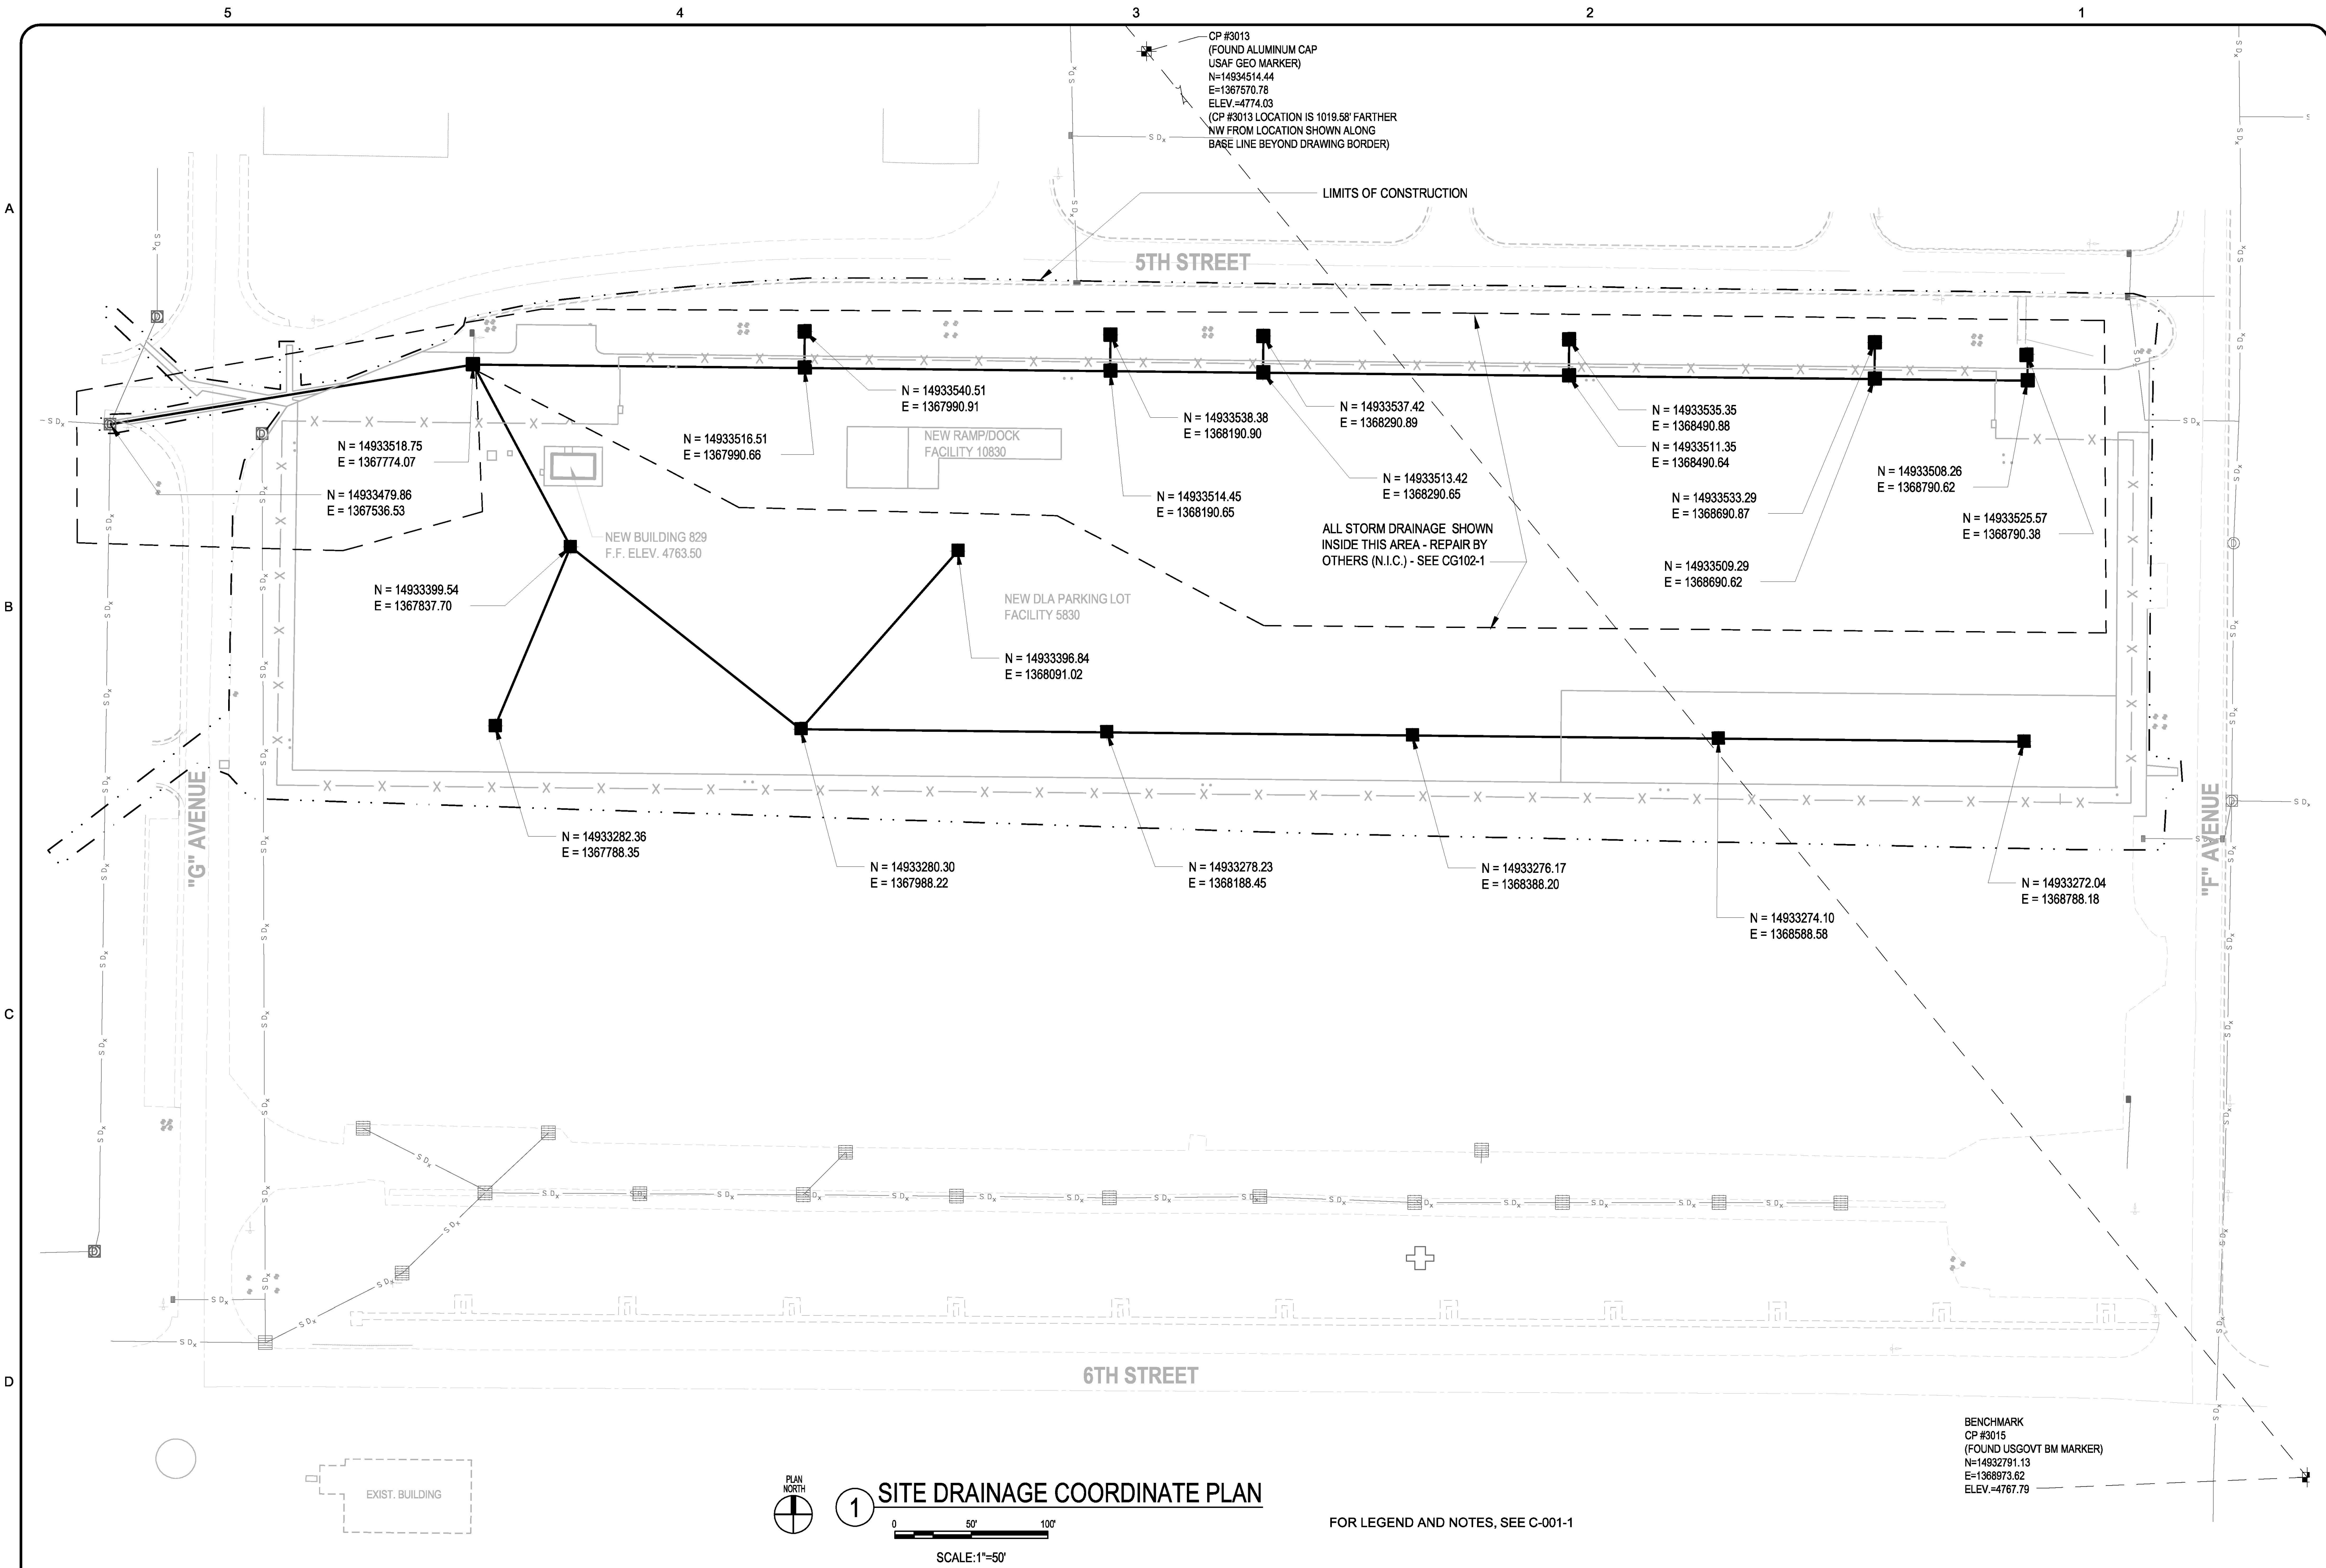 5
4
3
2
1
A
B
C
D
CP #3013
(FOUND ALUMINUM CAP
USAF GEO MARKER)
N=14934514.44
E=1367570.78
ELEV.=4774.03
(CP #3013 LOCATION IS 1019.58' FARTHER
NW FROM LOCATION SHOWN ALONG
BASE LINE BEYOND DRAWING BORDER)
LIMITS OF CONSTRUCTION
5TH STREET
N = 14933518.75
E = 1367774.07
N = 14933479.86
E = 1367536.53
N = 14933540.51
E = 1367990.91
N = 14933516.51
E = 1367990.66
NEW RAMP/DOCK
FACILITY 10830
N = 14933538.38
E = 1368190.90
N = 14933514.45
E = 1368190.65
N = 14933537.42
E = 1368290.89
N = 14933513.42
E = 1368290.65
N = 14933535.35
E = 1368490.88
N = 14933511.35
E = 1368490.64
N = 14933533.29
E = 1368690.87
N = 14933509.29
E = 1368690.62
N = 14933508.26
E = 1368790.62
N = 14933525.57
E = 1368790.38
NEW BUILDING 829
F.F. ELEV. 4763.50
ALL STORM DRAINAGE SHOWN
INSIDE THIS AREA - REPAIR BY
OTHERS (N.I.C.) - SEE CG102-1
N = 14933399.54
E = 1367837.70
NEW DLA PARKING LOT
FACILITY 5830
N = 14933396.84
E = 1368091.02
"G" AVENUE
"F" AVENUE
N = 14933282.36
E = 1367788.35
N = 14933280.30
E = 1367988.22
N = 14933278.23
E = 1368188.45
N = 14933276.17
E = 1368388.20
N = 14933274.10
E = 1368588.58
N = 14933272.04
E = 1368788.18
6TH STREET
EXIST. BUILDING
BENCHMARK
CP #3015
(FOUND USGOVT BM MARKER)
N=14932791.13
E=1368973.62
ELEV.=4767.79
PLAN
NORTH
1
SITE DRAINAGE COORDINATE PLAN
0 50' 100'
SCALE:1"=50'
FOR LEGEND AND NOTES, SEE C-001-1